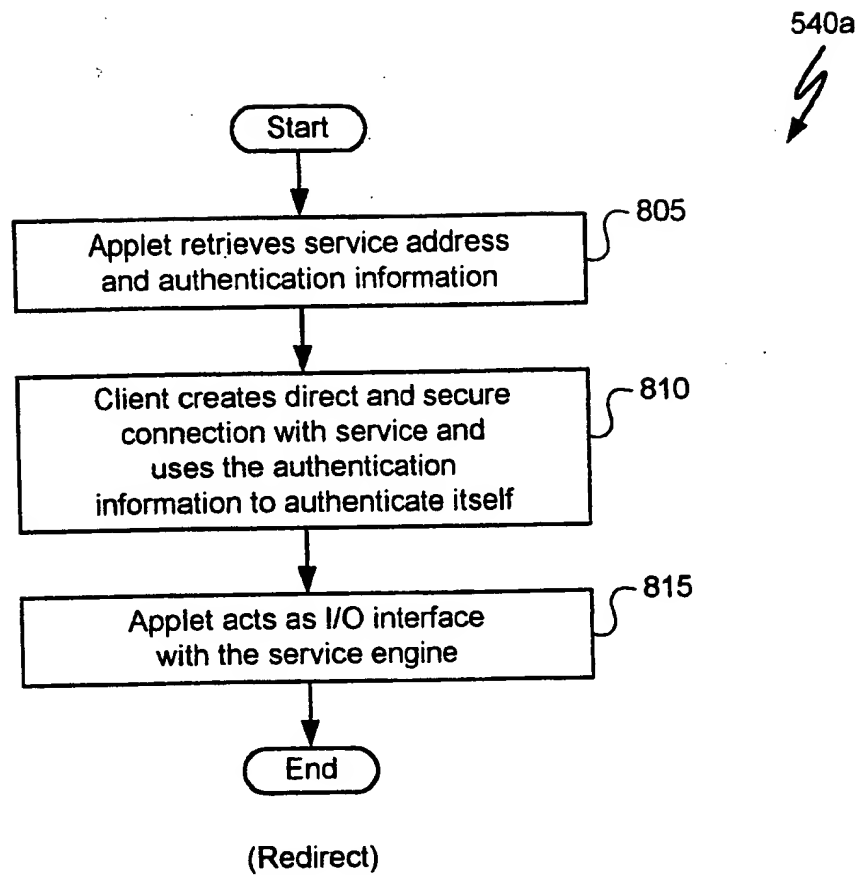 540a
Start
805
Applet retrieves service address
and authentication information
810
Client creates direct and secure
connection with service and
uses the authentication
information to authenticate itself
815
Applet acts as I/O interface
with the service engine
End
(Redirect)